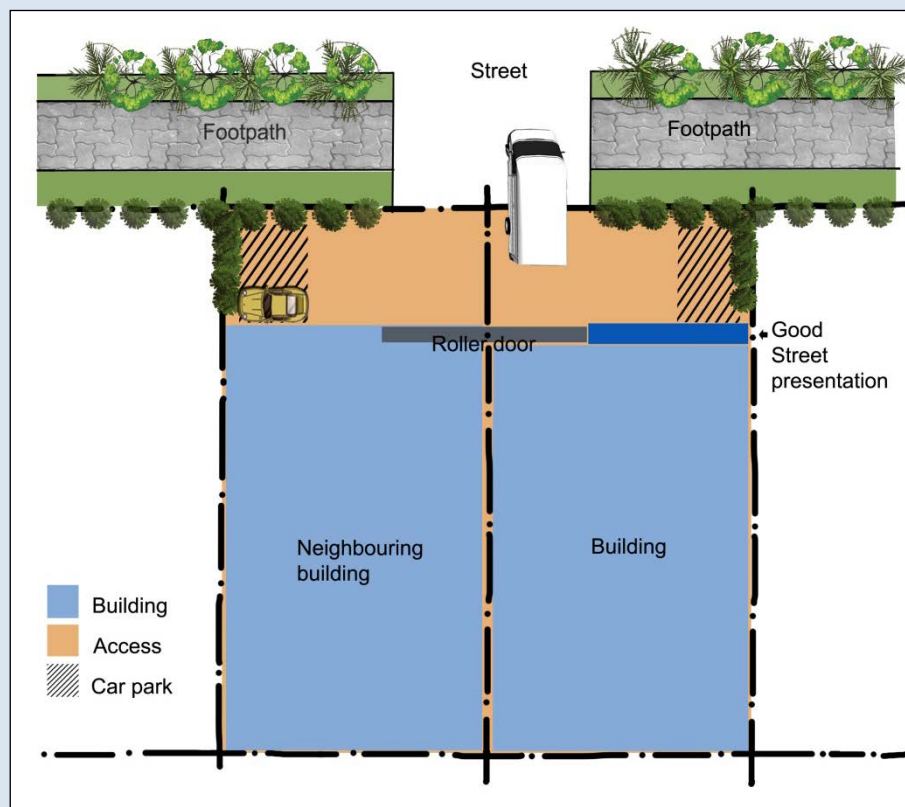 Street
Footpath
Footpath
Roller door
Good
Street
presentation
Neighbouring
building
Building
Building
Access
Car park